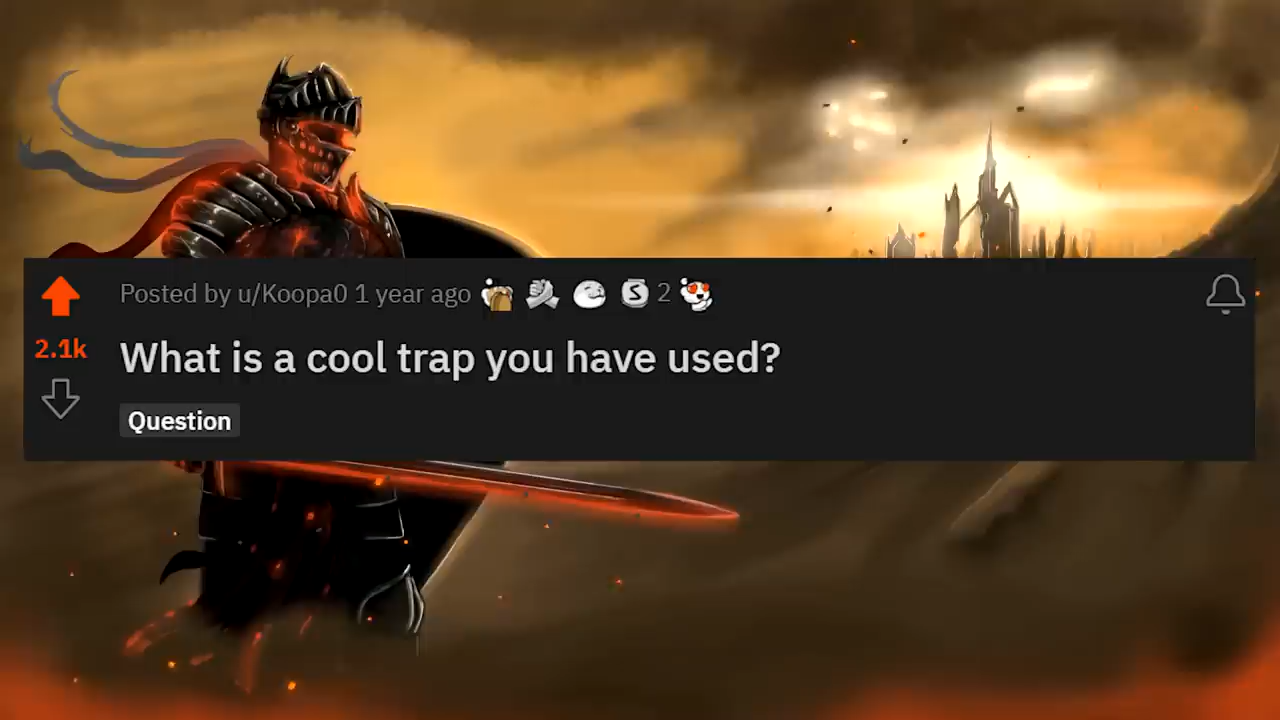 Posted by u/Koopa0 1 year ago S 2
2.1k
What is a cool trap you have used?
Question